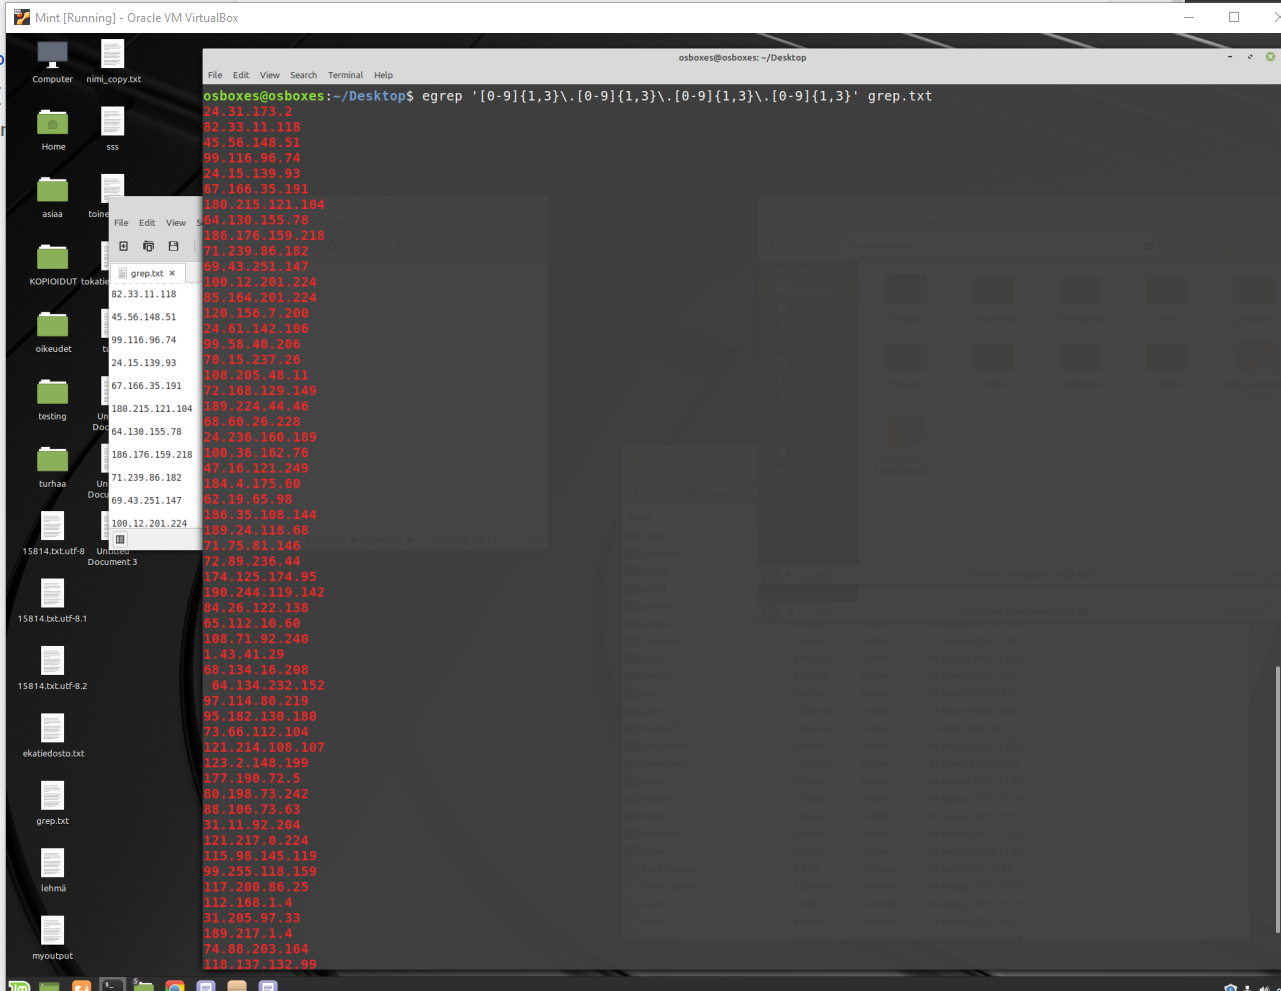 Mint [Running] - Oracle VM VirtualBox
osboxes@osboxes: ~/Desktop
File Edit View Search Terminal Help
osboxes@osboxes:~/Desktop$ egrep '[0-9]{1,3}\.[0-9]{1,3}\.[0-9]{1,3}\.[0-9]{1,3}' grep.txt
24.31.173.2
82.33.11.118
45.56.148.51
99.116.96.74
24.15.139.93
67.166.35.191
180.215.121.104
64.130.155.78
186.176.159.218
71.239.86.182
69.43.251.147
100.12.201.224
85.164.201.224
120.156.7.200
24.61.142.106
99.58.40.206
70.15.237.26
108.205.48.11
72.168.129.149
189.224.44.46
68.60.26.228
24.236.160.189
100.36.162.76
47.16.121.249
184.4.175.60
62.19.65.98
186.35.108.144
189.24.118.68
71.75.81.146
72.89.236.44
174.125.174.95
190.244.119.142
84.26.122.138
65.112.10.60
108.71.92.240
1.43.41.29
68.134.16.208
64.134.232.152
97.114.80.219
95.182.130.180
73.66.112.104
121.214.108.107
123.2.148.199
177.190.72.5
80.198.73.242
88.106.73.63
31.11.92.204
121.217.0.224
115.98.145.119
99.255.118.159
117.200.86.25
112.168.1.4
31.205.97.33
189.217.1.4
74.88.203.164
118.137.132.99
File Edit View S
grep.txt
82.33.11.118
45.56.148.51
99.116.96.74
24.15.139.93
67.166.35.191
180.215.121.104
64.130.155.78
186.176.159.218
71.239.86.182
69.43.251.147
100.12.201.224
Computer
nimi_copy.txt
Home
sss
asiaa
toine
KOPIOIDUT
tokatie
oikeudet
tu
testing
Un
Doc
turhaa
Un
Docu
15814.txt.utf-8
Untitled
Document 3
15814.txt.utf-8.1
15814.txt.utf-8.2
ekatiedosto.txt
grep.txt
lehmä
myoutput